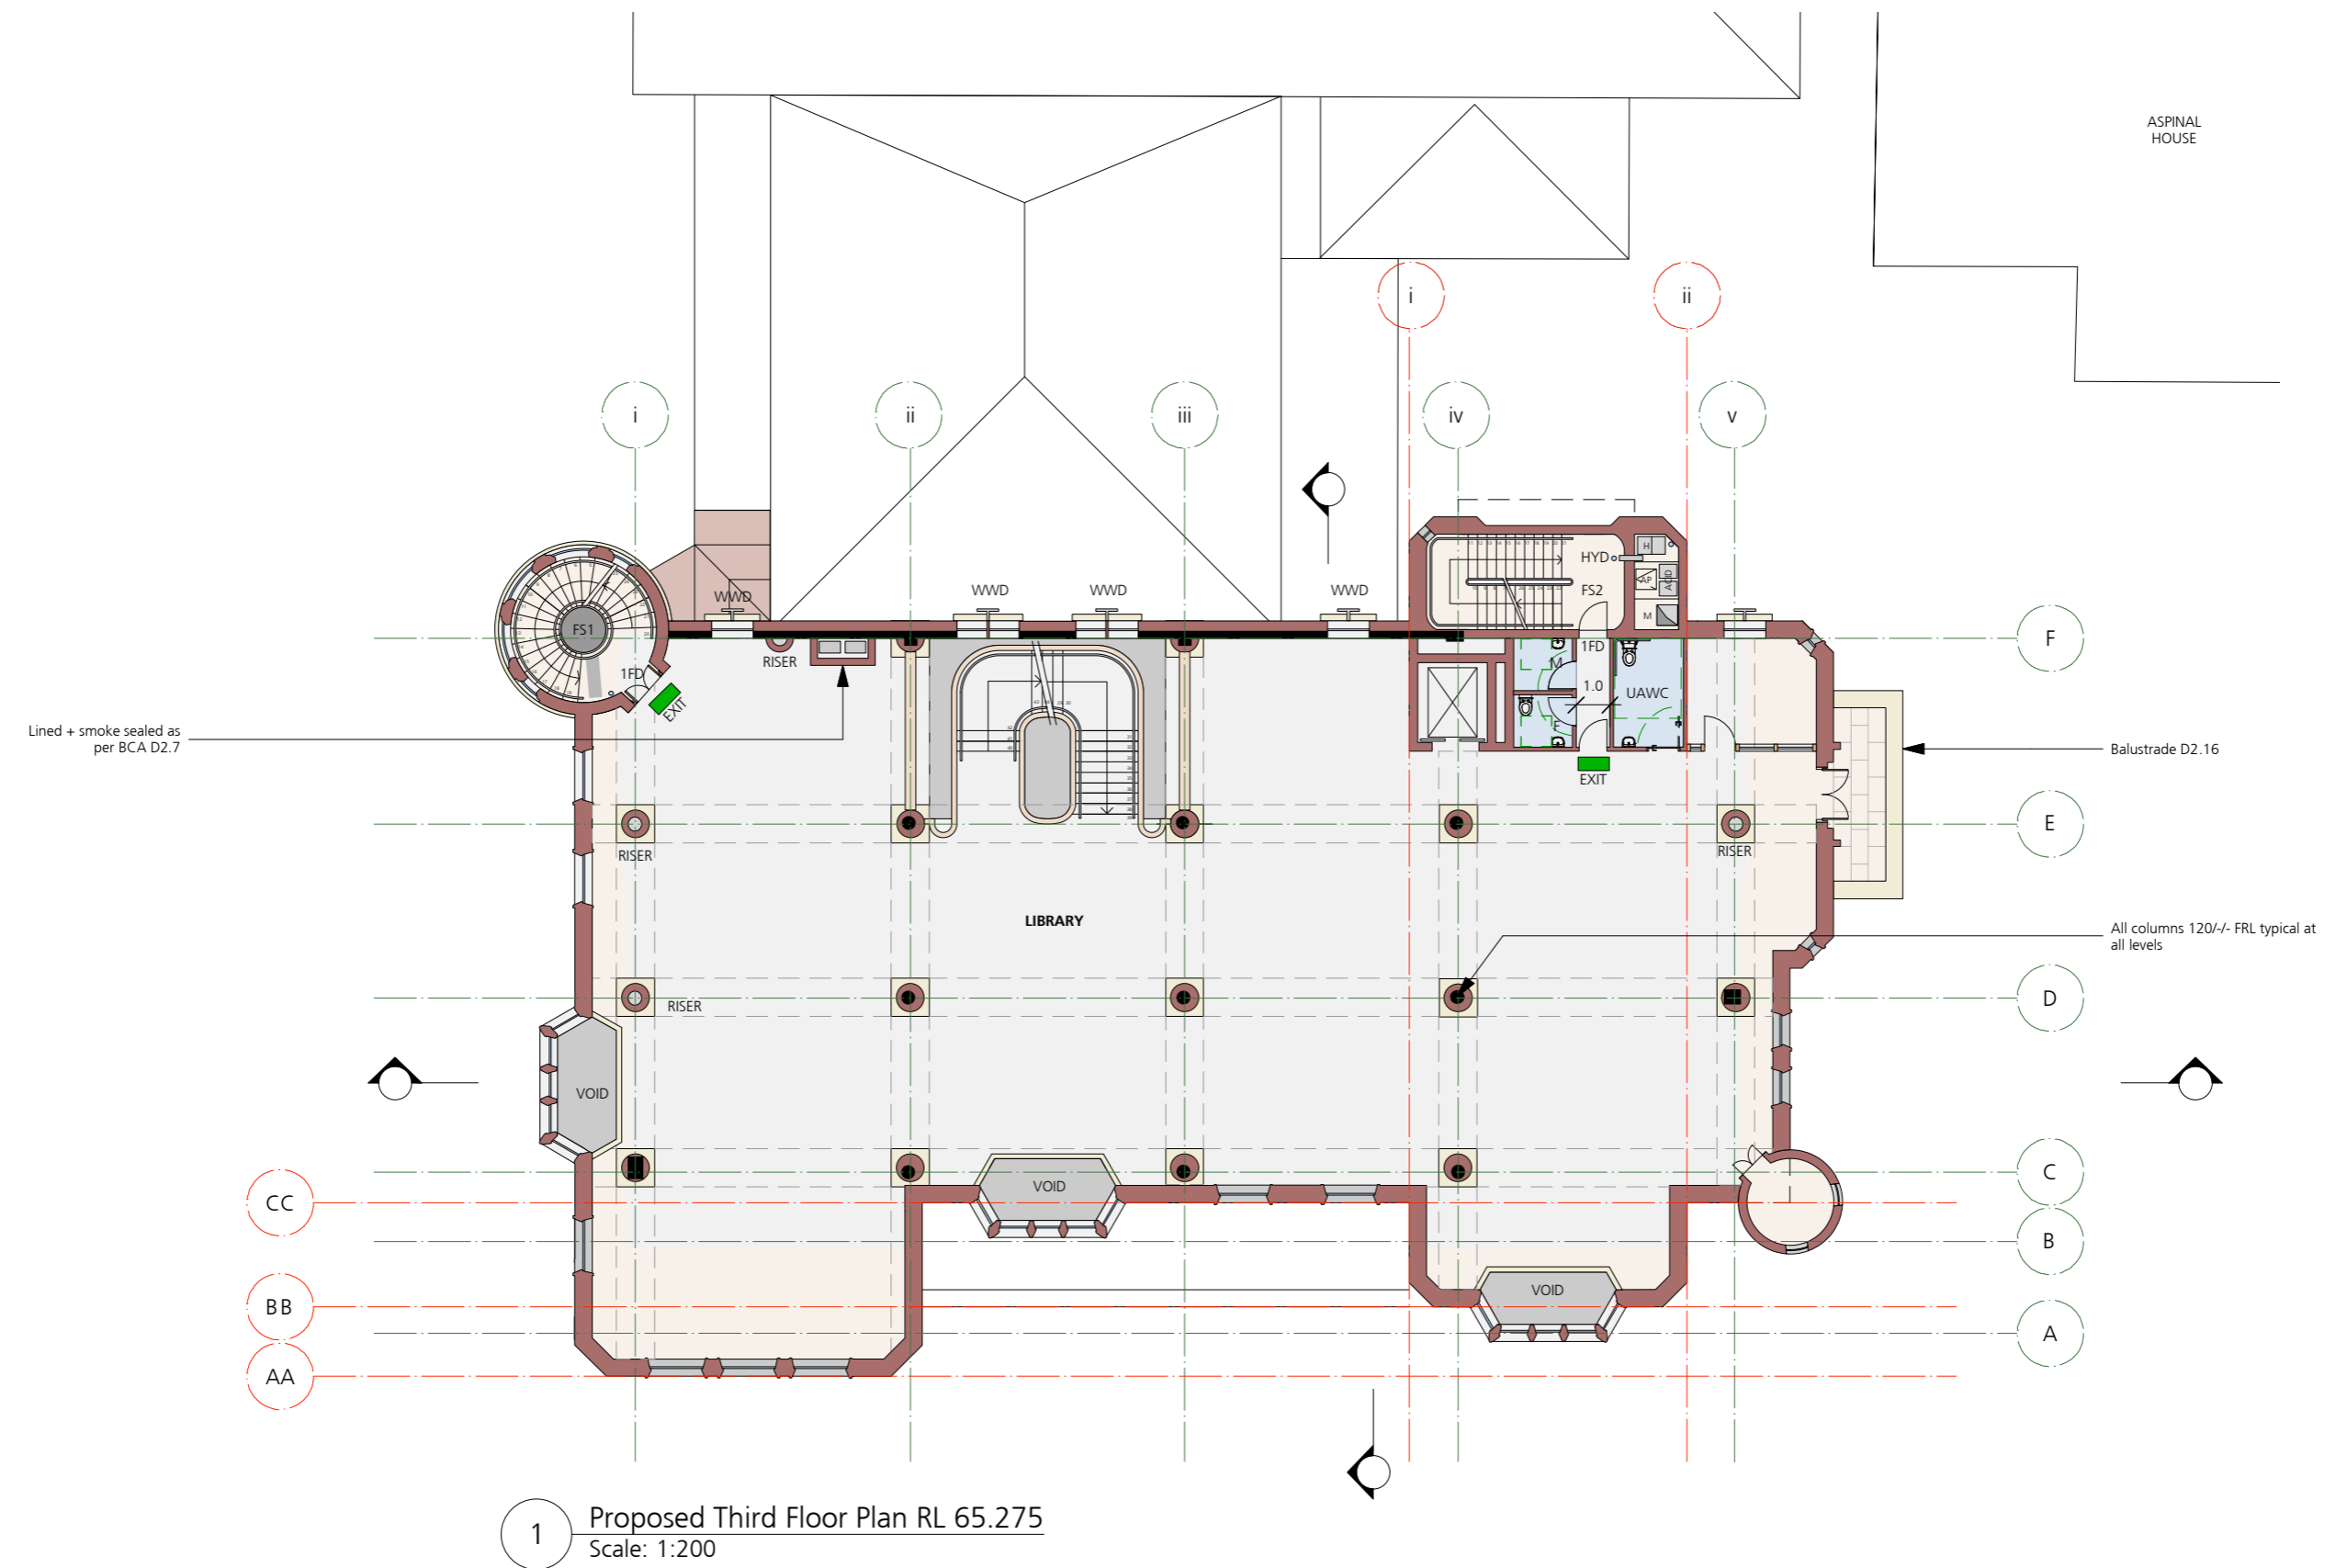 ASPINAL
HOUSE
i
ii
i
ii
iii
iv
v
HYD
H
AP
ACID
M
FS2
WWD
WWD
WWD
WWD
FS1
F
RISER
1FD
1FD
M
1.0
UAWC
F
EXIT
EXIT
Lined + smoke sealed as
per BCA D2.7
Balustrade D2.16
E
RISER
RISER
LIBRARY
All columns 120/-/- FRL typical at
all levels
D
RISER
VOID
C
VOID
CC
B
VOID
BB
A
AA
1
Proposed Third Floor Plan RL 65.275
Scale: 1:200